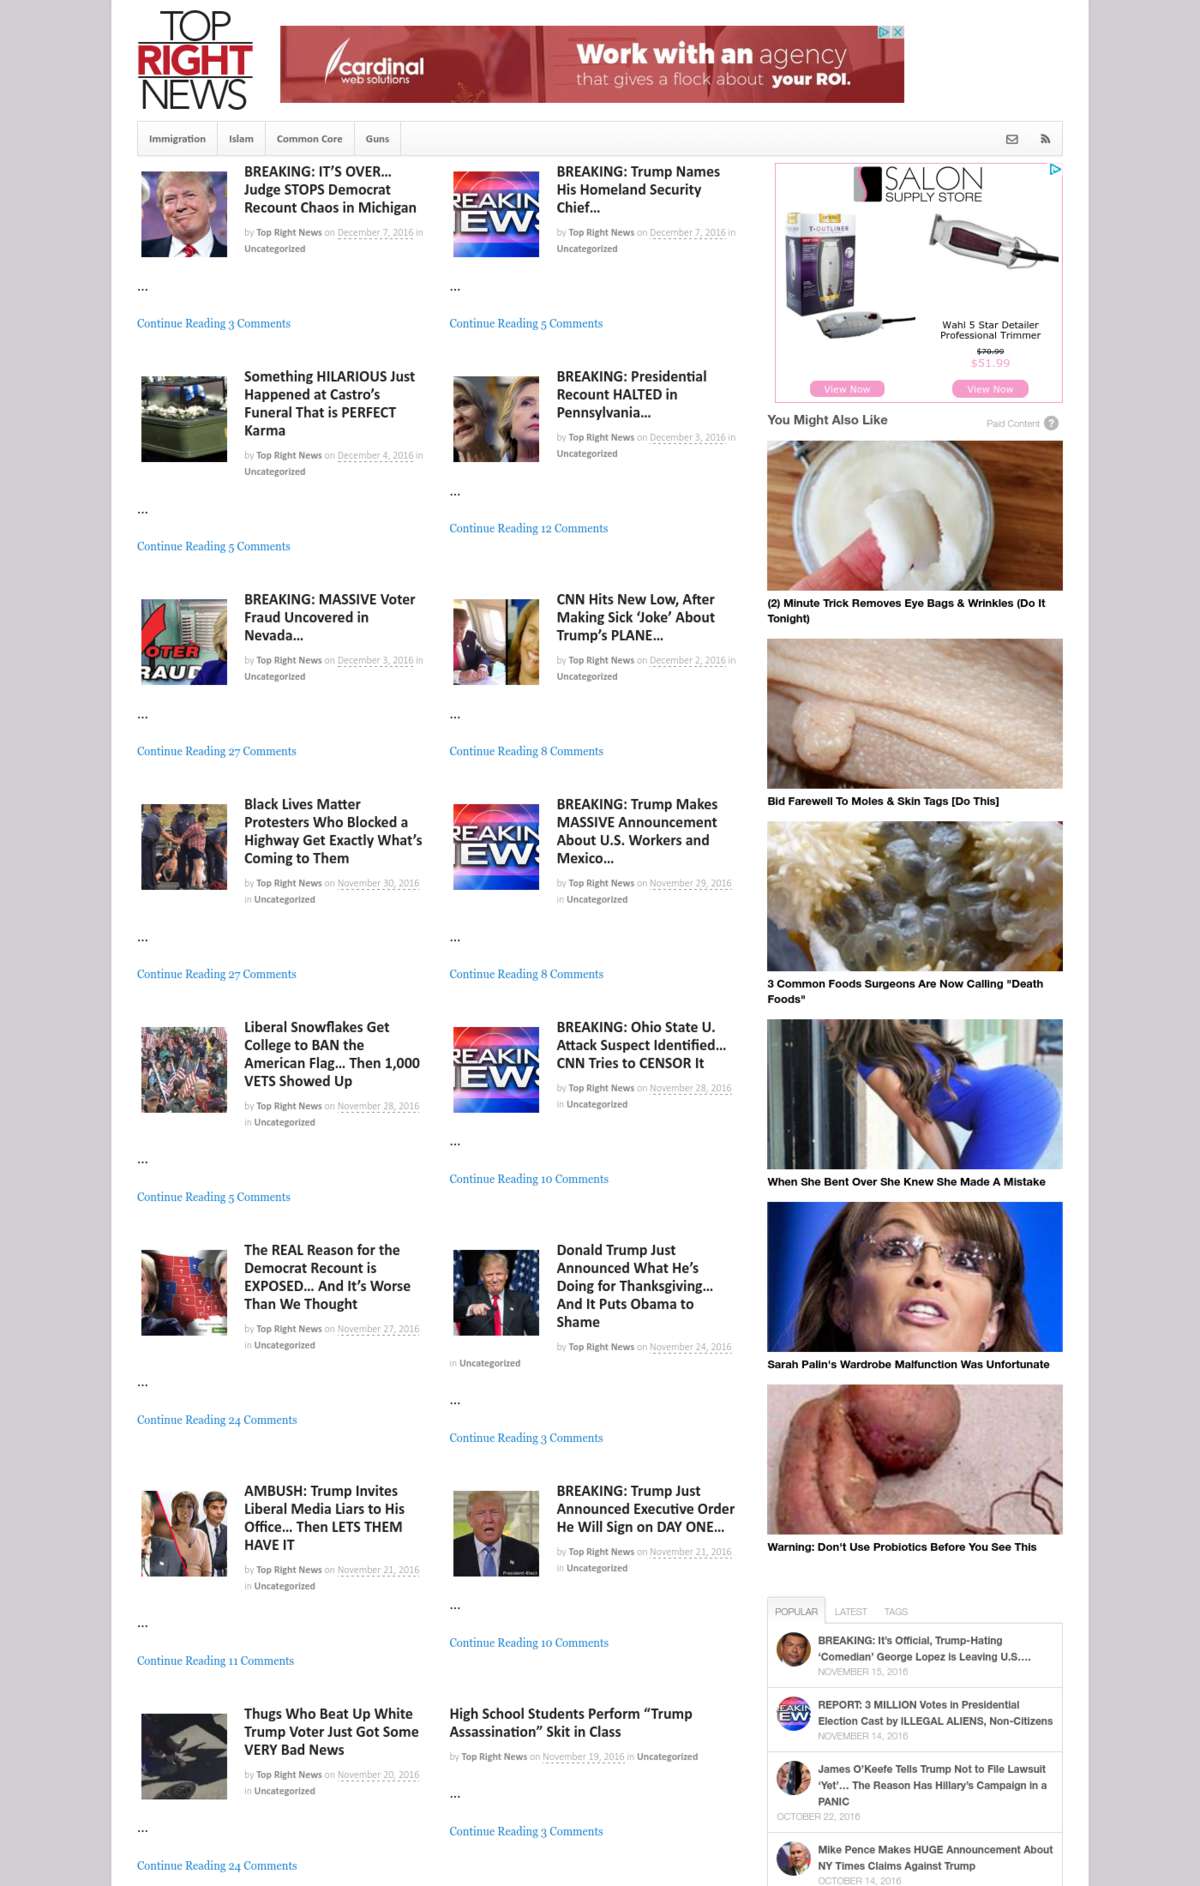 TOP
RIGHT
NEWS
cardinal
web solutions
Work with an agency
that gives a flock about your ROI.
Immigration
Islam
Common Core
Guns
BREAKING: IT'S OVER...
Judge STOPS Democrat
Recount Chaos in Michigan
by Top Right News on December 7, 2016 in
Uncategorized
...
Continue Reading 3 Comments
BREAKING: Trump Names
His Homeland Security
Chief...
by Top Right News on December 7, 2016 in
Uncategorized
...
Continue Reading 5 Comments
Something HILARIOUS Just
Happened at Castro's
Funeral That is PERFECT
Karma
by Top Right News on December 4, 2016 in
Uncategorized
...
Continue Reading 5 Comments
BREAKING: Presidential
Recount HALTED in
Pennsylvania...
by Top Right News on December 3, 2016 in
Uncategorized
...
Continue Reading 12 Comments
OTER
RAUD
BREAKING: MASSIVE Voter
Fraud Uncovered in
Nevada...
by Top Right News on December 3, 2016 in
Uncategorized
...
Continue Reading 27 Comments
CNN Hits New Low, After
Making Sick 'Joke' About
Trump's PLANE...
by Top Right News on December 2, 2016 in
Uncategorized
...
Continue Reading 8 Comments
Black Lives Matter
Protesters Who Blocked a
Highway Get Exactly What's
Coming to Them
by Top Right News on November 30, 2016
in Uncategorized
...
Continue Reading 27 Comments
BREAKING: Trump Makes
MASSIVE Announcement
About U.S. Workers and
Mexico...
by Top Right News on November 29, 2016
in Uncategorized
...
Continue Reading 8 Comments
Liberal Snowflakes Get
College to BAN the
American Flag... Then 1,000
VETS Showed Up
by Top Right News on November 28, 2016
in Uncategorized
...
Continue Reading 5 Comments
BREAKING: Ohio State U.
Attack Suspect Identified...
CNN Tries to CENSOR It
by Top Right News on November 28, 2016
in Uncategorized
...
Continue Reading 10 Comments
The REAL Reason for the
Democrat Recount is
EXPOSED... And It's Worse
Than We Thought
by Top Right News on November 27, 2016
in Uncategorized
...
Continue Reading 24 Comments
Donald Trump Just
Announced What He's
Doing for Thanksgiving...
And It Puts Obama to
Shame
by Top Right News on November 24, 2016
in Uncategorized
...
Continue Reading 3 Comments
AMBUSH: Trump Invites
Liberal Media Liars to His
Office... Then LETS THEM
HAVE IT
by Top Right News on November 21, 2016
in Uncategorized
...
Continue Reading 11 Comments
BREAKING: Trump Just
Announced Executive Order
He Will Sign on DAY ONE...
by Top Right News on November 21, 2016
in Uncategorized
...
Continue Reading 10 Comments
Thugs Who Beat Up White
Trump Voter Just Got Some
VERY Bad News
by Top Right News on November 20, 2016
in Uncategorized
...
Continue Reading 24 Comments
High School Students Perform "Trump
Assassination" Skit in Class
by Top Right News on November 19, 2016 in Uncategorized
...
Continue Reading 3 Comments
SALON
SUPPLY STORE
T-OUTLINER
Wahl 5 Star Detailer
Professional Trimmer
$70.99
$51.99
View Now
View Now
You Might Also Like
Paid Content ?
(2) Minute Trick Removes Eye Bags & Wrinkles (Do It
Tonight)
Bid Farewell To Moles & Skin Tags [Do This]
3 Common Foods Surgeons Are Now Calling "Death
Foods"
When She Bent Over She Knew She Made A Mistake
Sarah Palin's Wardrobe Malfunction Was Unfortunate
Warning: Don't Use Probiotics Before You See This
POPULAR
LATEST
TAGS
BREAKING: It's Official, Trump-Hating
'Comedian' George Lopez is Leaving U.S....
NOVEMBER 15, 2016
REPORT: 3 MILLION Votes in Presidential
Election Cast by ILLEGAL ALIENS, Non-Citizens
NOVEMBER 14, 2016
James O'Keefe Tells Trump Not to File Lawsuit
'Yet'... The Reason Has Hillary's Campaign in a
PANIC
OCTOBER 22, 2016
Mike Pence Makes HUGE Announcement About
NY Times Claims Against Trump
OCTOBER 14, 2016